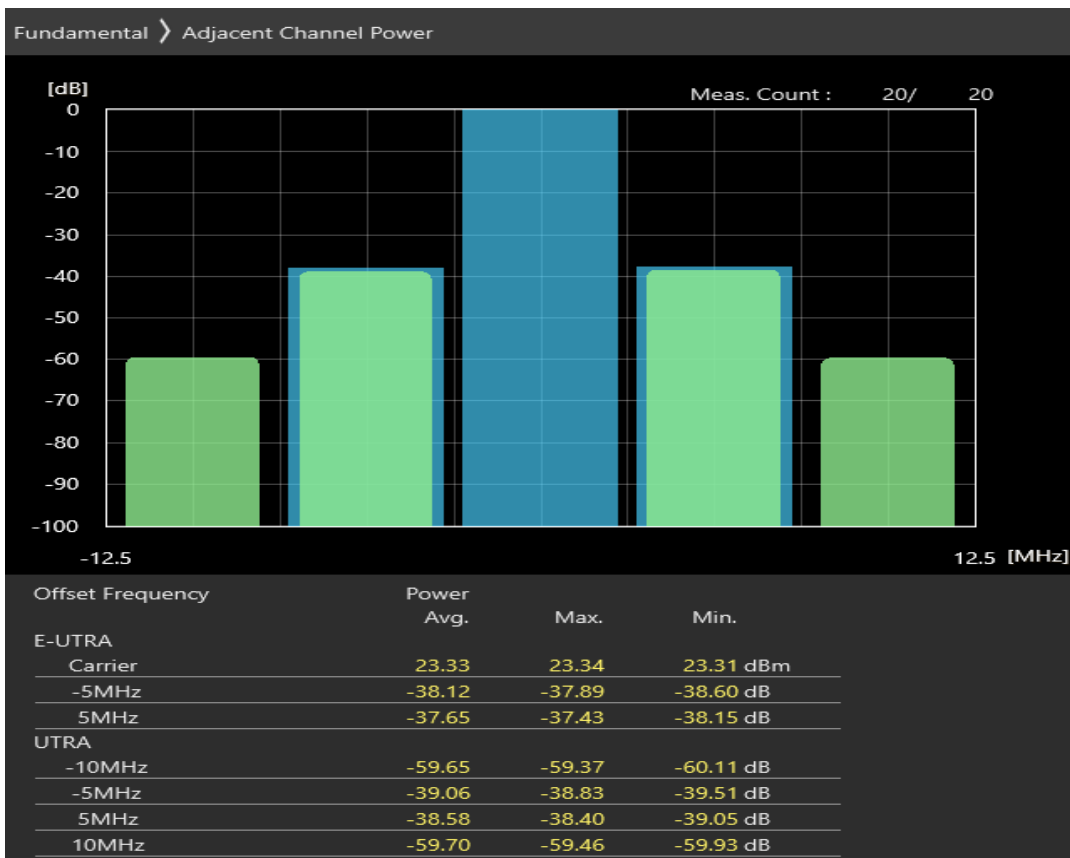 Fundamental 〉 Adjacent Channel Power
[dB]
Meas. Count : 20/ 20
0
-10
-20
-30
-40
-50
-60
-70
-80
-90
-100
-12.5 12.5 [MHz]
Offset Frequency Power
Avg. Max. Min.
E-UTRA
Carrier 23.33 23.34 23.31 dBm
-5MHz -38.12 -37.89 -38.60 dB
5MHz -37.65 -37.43 -38.15 dB
UTRA
-10MHz -59.65 -59.37 -60.11 dB
-5MHz -39.06 -38.83 -39.51 dB
5MHz -38.58 -38.40 -39.05 dB
10MHz -59.70 -59.46 -59.93 dB